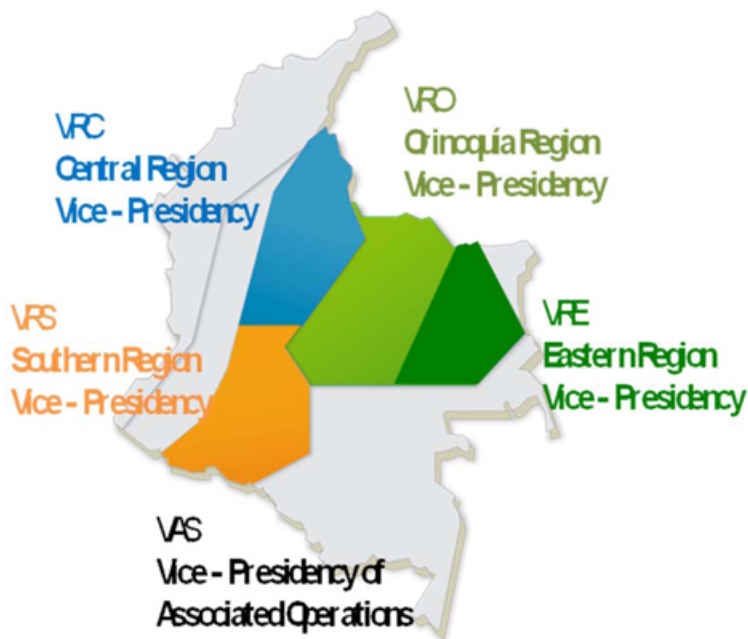 VRC
Central Region
Vice - Presidency
VRO
Orinoquía Region
Vice - Presidency
VRS
Southern Region
Vice - Presidency
VRE
Eastern Region
Vice - Presidency
VAS
Vice - Presidency of
Associated Operations